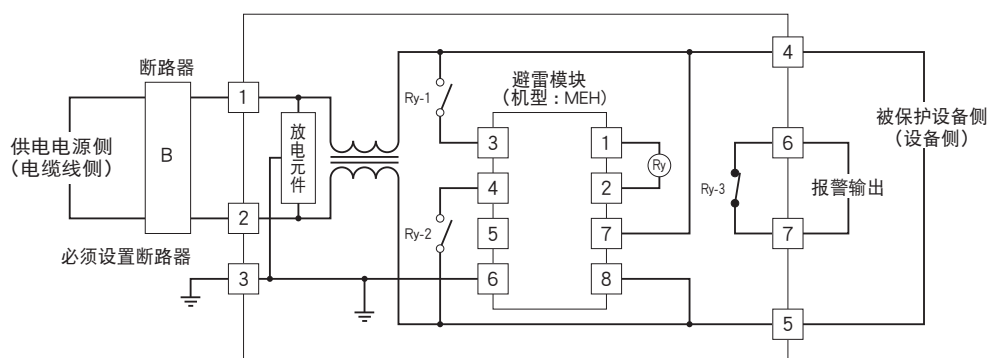 断路器
供电电源侧
（电缆线侧）
B
必须设置断路器
1
2
3
放电元件
Ry-1
Ry-2
避雷模块
（机型：MEH）
3
4
5
6
1
2
7
8
Ry
Ry-3
4
6
7
5
报警输出
被保护设备侧
（设备侧）